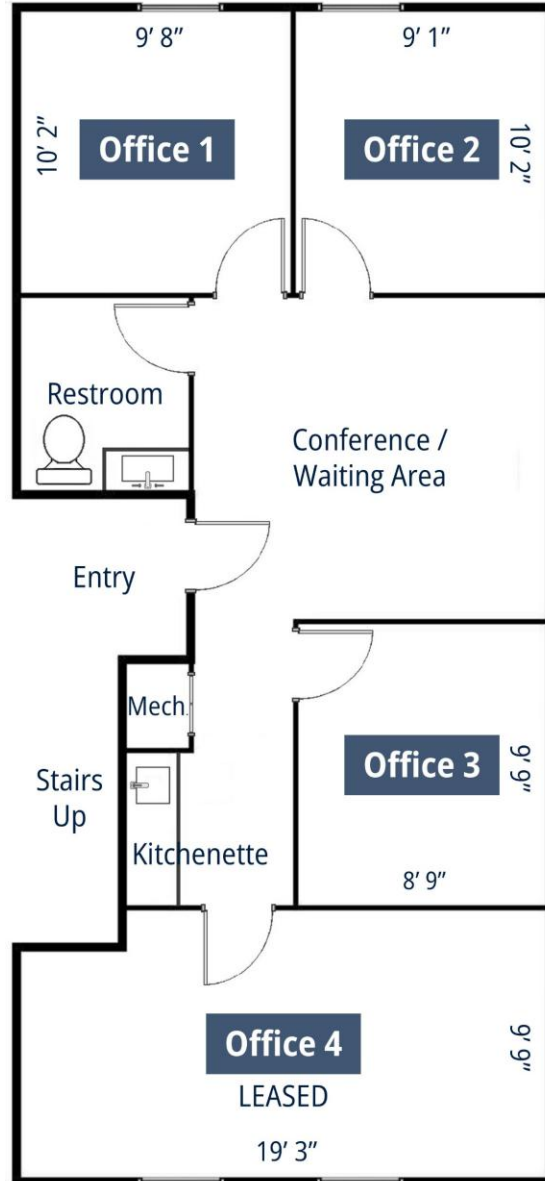 9’ 8”
9’ 1”
10’ 2”
Office 1
Office 2
10’ 2”
Restroom
Conference /
Waiting Area
Entry
Mech.
Stairs
Up
Office 3
9’ 9”
Kitchenette
8’ 9”
Office 4
9’ 9”
LEASED
19’ 3”